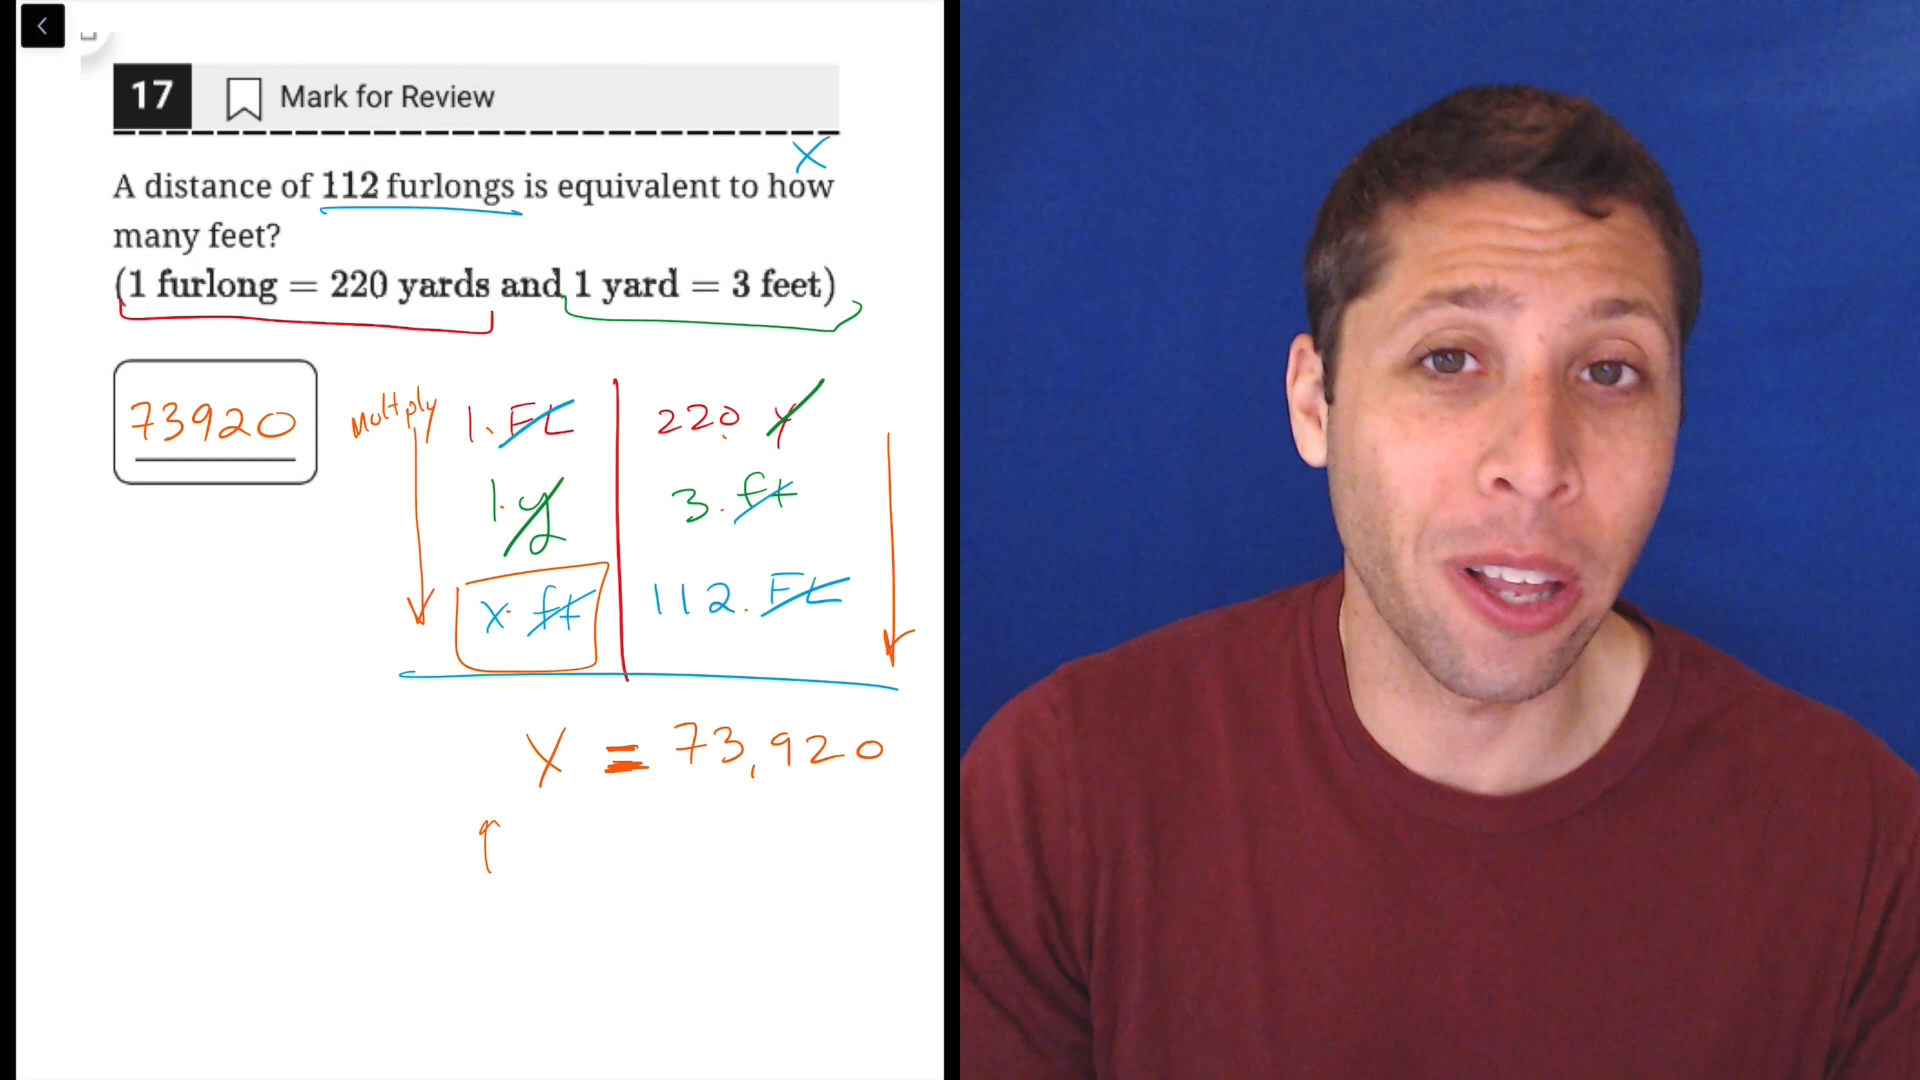 17 Mark for Review
x
A distance of 112 furlongs is equivalent to how
many feet?
(1 furlong = 220 yards and 1 yard = 3 feet)
73920
multiply
1. FL 220 y
1. y 3. ft
x. ft 112. FL
X = 73,920